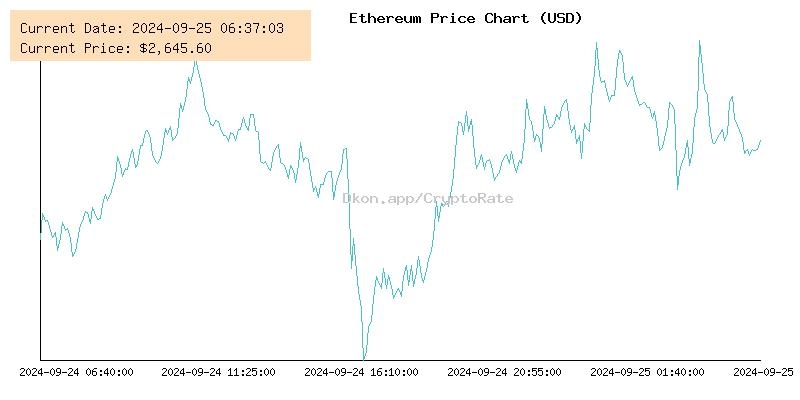 Ethereum Price Chart (USD)
Current Date: 2024-09-25 06:37:03
Current Price: $2,645.60
Dkon.app/CryptoRate
2024-09-24 06:40:00 2024-09-24 11:25:00 2024-09-24 16:10:00 2024-09-24 20:55:00 2024-09-25 01:40:00 2024-09-25